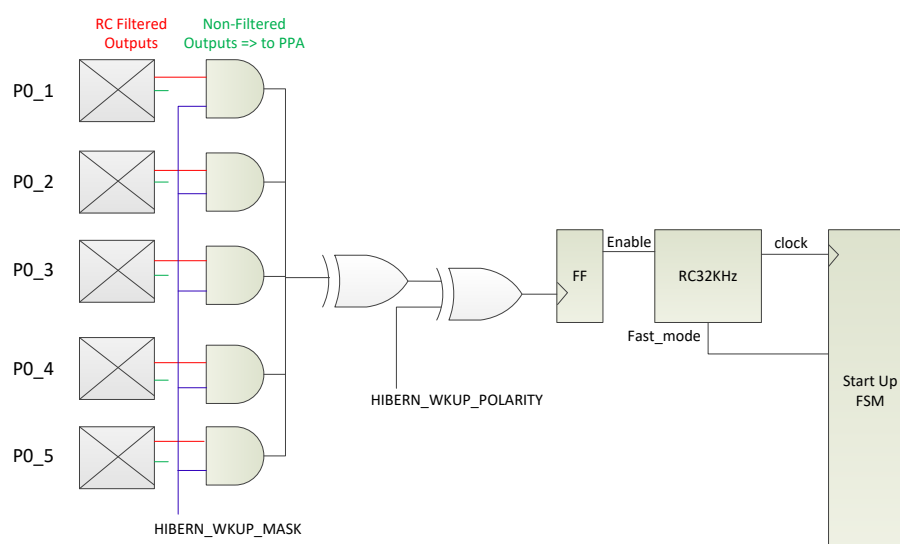 RC Filtered
Outputs
Non-Filtered
Outputs => to PPA
P0_1
P0_2
P0_3
P0_4
P0_5
HIBERN_WKUP_MASK
HIBERN_WKUP_POLARITY
FF
Enable
RC32KHz
clock
Fast_mode
Start Up
FSM